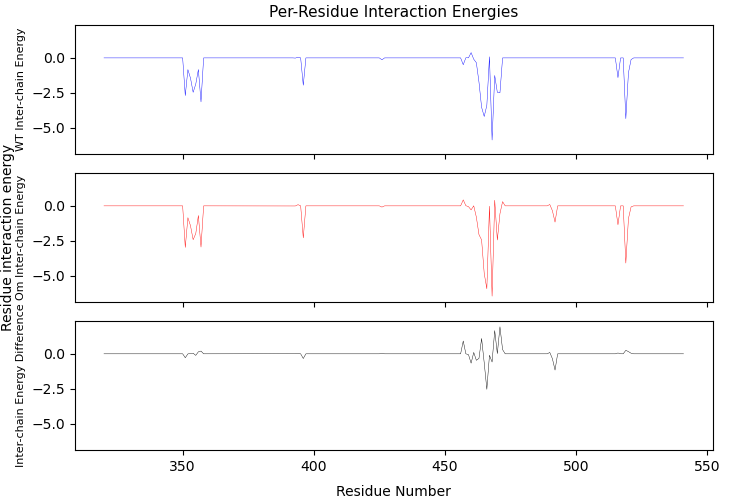 Per-Residue Interaction Energies
WT Inter-chain Energy
0.0
−2.5
−5.0
Residue interaction energy
Om Inter-chain Energy
0.0
−2.5
−5.0
Inter-chain Energy Difference
0.0
−2.5
−5.0
350 400 450 500 550
Residue Number